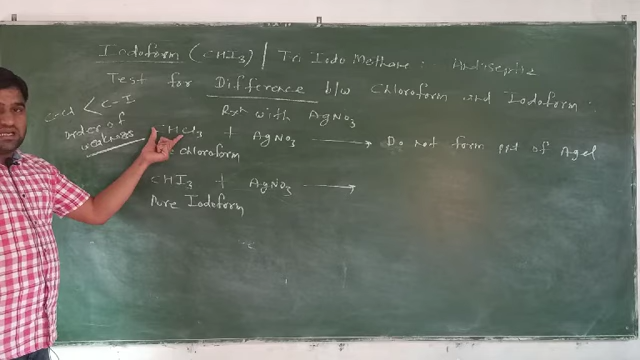 Iodoform (CHI3) | Tri Iodo Methane : Antiseptic
Test for Difference b/w Chloroform and Iodoform :
< C-I
Rxn with AgNO3
order of
weakness
CHCl3 + AgNO3 → Do not form ppt of AgCl
Pure Chloroform
CHI3 + AgNO3 →
Pure Iodoform